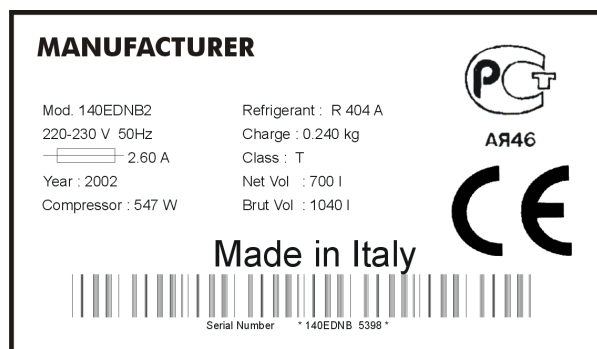 MANUFACTURER
Mod. 140EDNB2
220-230 V 50Hz
2.60 A
Year : 2002
Compressor : 547 W
Refrigerant : R 404 A
Charge : 0.240 kg
Class : T
Net Vol : 700 l
Brut Vol : 1040 l
РСТ
АЯ46
CE
Made in Italy
Serial Number * 140EDNB 5398 *